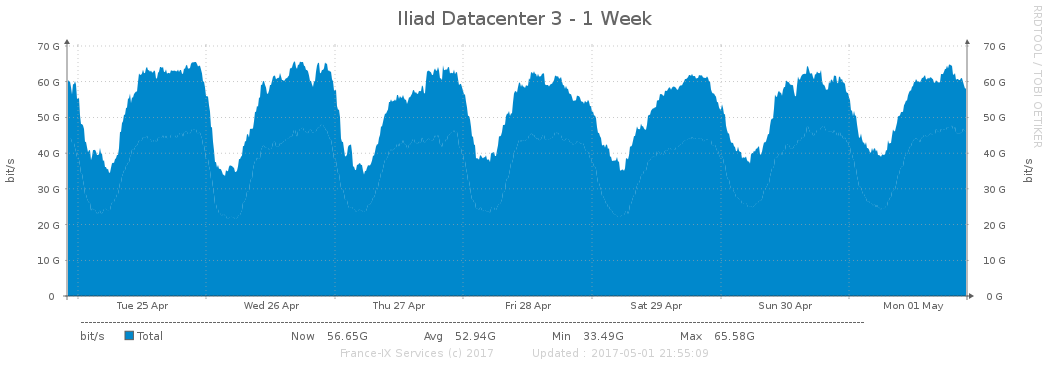 Iliad Datacenter 3 - 1 Week
RRDTOOL / TOBI OETIKER
70 G 70 G
60 G 60 G
50 G 50 G
40 G 40 G
30 G 30 G
20 G 20 G
10 G 10 G
0 0 G
bit/s bit/s
Tue 25 Apr Wed 26 Apr Thu 27 Apr Fri 28 Apr Sat 29 Apr Sun 30 Apr Mon 01 May
bit/s Total Now 56.65G Avg 52.94G Min 33.49G Max 65.58G
France-IX Services (c) 2017 Updated : 2017-05-01 21:55:09